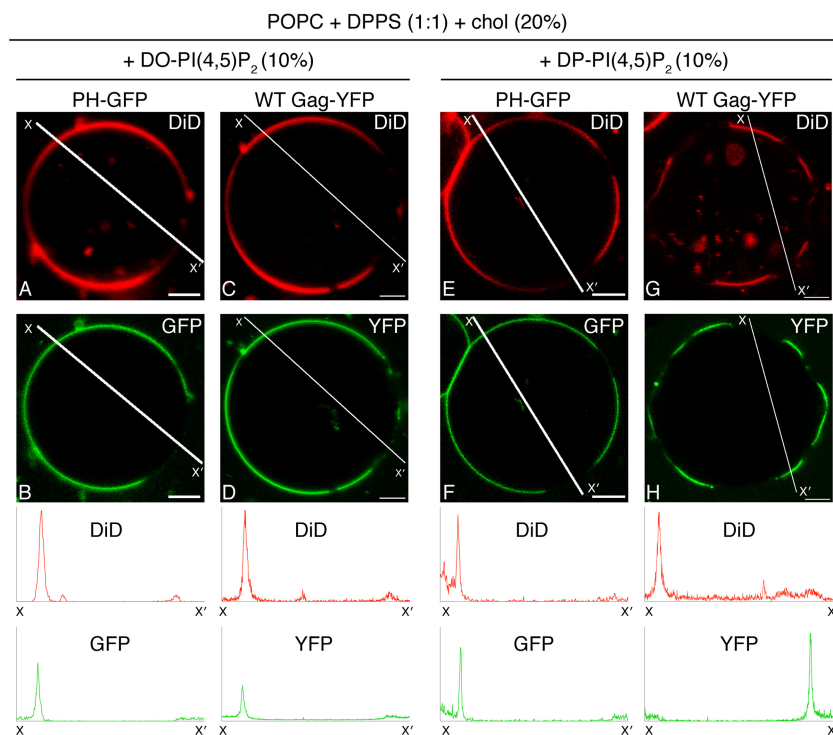 POPC + DPPS (1:1) + chol (20%)
+ DO-PI(4,5)P2 (10%) + DP-PI(4,5)P2 (10%)
PH-GFP WT Gag-YFP PH-GFP WT Gag-YFP
X DiD X DiD X DiD X DiD
A X′ C X′ E X′ G X′
X GFP X YFP X GFP X YFP
B X′ D X′ F X′ H X′
DiD DiD DiD DiD
X X′ X X′ X X′ X X′
GFP YFP GFP YFP
X X′ X X′ X X′ X X